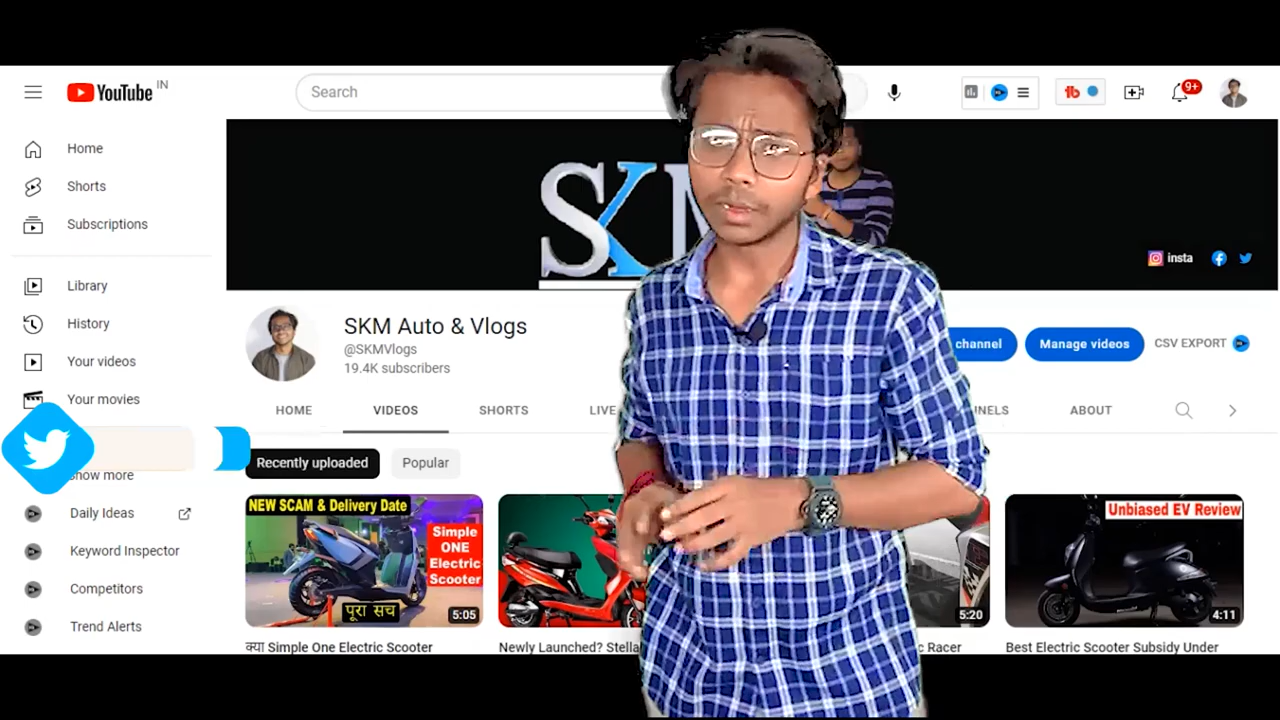 YouTube IN
Search
9+
Home
Shorts
Subscriptions
Library
History
Your videos
Your movies
Show more
Daily Ideas
Keyword Inspector
Competitors
Trend Alerts
SKM
insta
SKM Auto & Vlogs
@SKMVlogs
19.4K subscribers
channel
Manage videos
CSV EXPORT
HOME
VIDEOS
SHORTS
LIVE
NELS
ABOUT
Recently uploaded
Popular
NEW SCAM & Delivery Date
Simple
ONE
Electric
Scooter
पूरा सच
5:05
5:20
Unbiased EV Review
4:11
क्या Simple One Electric Scooter
Newly Launched? Stella
c Racer
Best Electric Scooter Subsidy Under